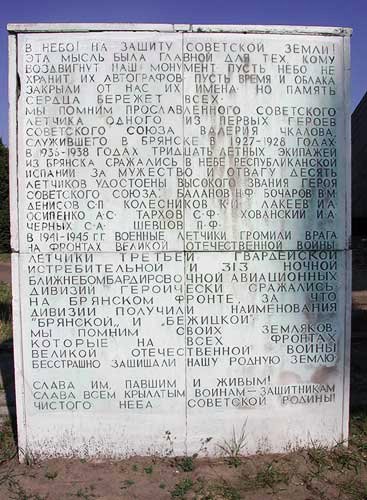 В НЕБО! НА ЗАЩИТУ СОВЕТСКОЙ ЗЕМЛИ!
ЭТА МЫСЛЬ БЫЛА ГЛАВНОЙ ДЛЯ ТЕХ, КОМУ
ВОЗДВИГНУТ НАШ МОНУМЕНТ. ПУСТЬ НЕБО НЕ
ХРАНИТ ИХ АВТОГРАФОВ, ПУСТЬ ВРЕМЯ И ОБЛАКА
ЗАКРЫЛИ ОТ НАС ИХ ИМЕНА. НО ПАМЯТЬ
СЕРДЦА БЕРЕЖЕТ ВСЕХ.
МЫ ПОМНИМ ПРОСЛАВЛЕННОГО СОВЕТСКОГО
ЛЕТЧИКА ОДНОГО ИЗ ПЕРВЫХ ГЕРОЕВ
СОВЕТСКОГО СОЮЗА ВАЛЕРИЯ ЧКАЛОВА,
СЛУЖИВШЕГО В БРЯНСКЕ В 1927-1928 ГОДАХ
В 1936-1938 ГОДАХ ТРИДЦАТЬ ЛЕТНЫХ ЭКИПАЖЕЙ
ИЗ БРЯНСКА СРАЖАЛИСЬ В НЕБЕ РЕСПУБЛИКАНСКОЙ
ИСПАНИИ ЗА МУЖЕСТВО И ОТВАГУ ДЕСЯТЬ
ЛЕТЧИКОВ УДОСТОЕНЫ ВЫСОКОГО ЗВАНИЯ ГЕРОЯ
СОВЕТСКОГО СОЮЗА БАЛАНОВ БОЧАРОВ В.М
ДЕНИСОВ С.П КОЛЕСНИКОВ ЛАКЕЕВ И.А
ОСИПЕНКО А.С ТАРХОВ С.Ф ХОВАНСКИЙ И.А
ЧЕРНЫХ С.А ШЕВЦОВ П.Ф
В 1941-1945 Г.Г ВОЕННЫЕ ЛЕТЧИКИ ГРОМИЛИ ВРАГА
НА ФРОНТАХ ВЕЛИКОЙ ОТЕЧЕСТВЕННОЙ ВОЙНЫ
ЛЕТЧИКИ ТРЕТЬЕЙ ГВАРДЕЙСКОЙ
ИСТРЕБИТЕЛЬНОЙ И 313 НОЧНОЙ
БЛИЖНЕБОМБАРДИРОВОЧНОЙ АВИАЦИОННЫХ
ДИВИЗИЙ ГЕРОИЧЕСКИ СРАЖАЛИСЬ
НА БРЯНСКОМ ФРОНТЕ, ЗА ЧТО
ДИВИЗИИ ПОЛУЧИЛИ НАИМЕНОВАНИЯ
"БРЯНСКОЙ" И "БЕЖИЦКОЙ"
МЫ ПОМНИМ СВОИХ ЗЕМЛЯКОВ,
КОТОРЫЕ НА ВСЕХ ФРОНТАХ
ВЕЛИКОЙ ОТЕЧЕСТВЕННОЙ ВОЙНЫ
БЕССТРАШНО ЗАЩИЩАЛИ НАШУ РОДНУЮ ЗЕМЛЮ
СЛАВА ИМ, ПАВШИМ И ЖИВЫМ!
СЛАВА ВСЕМ КРЫЛАТЫМ ВОИНАМ-ЗАЩИТНИКАМ
ЧИСТОГО НЕБА СОВЕТСКОЙ РОДИНЫ!